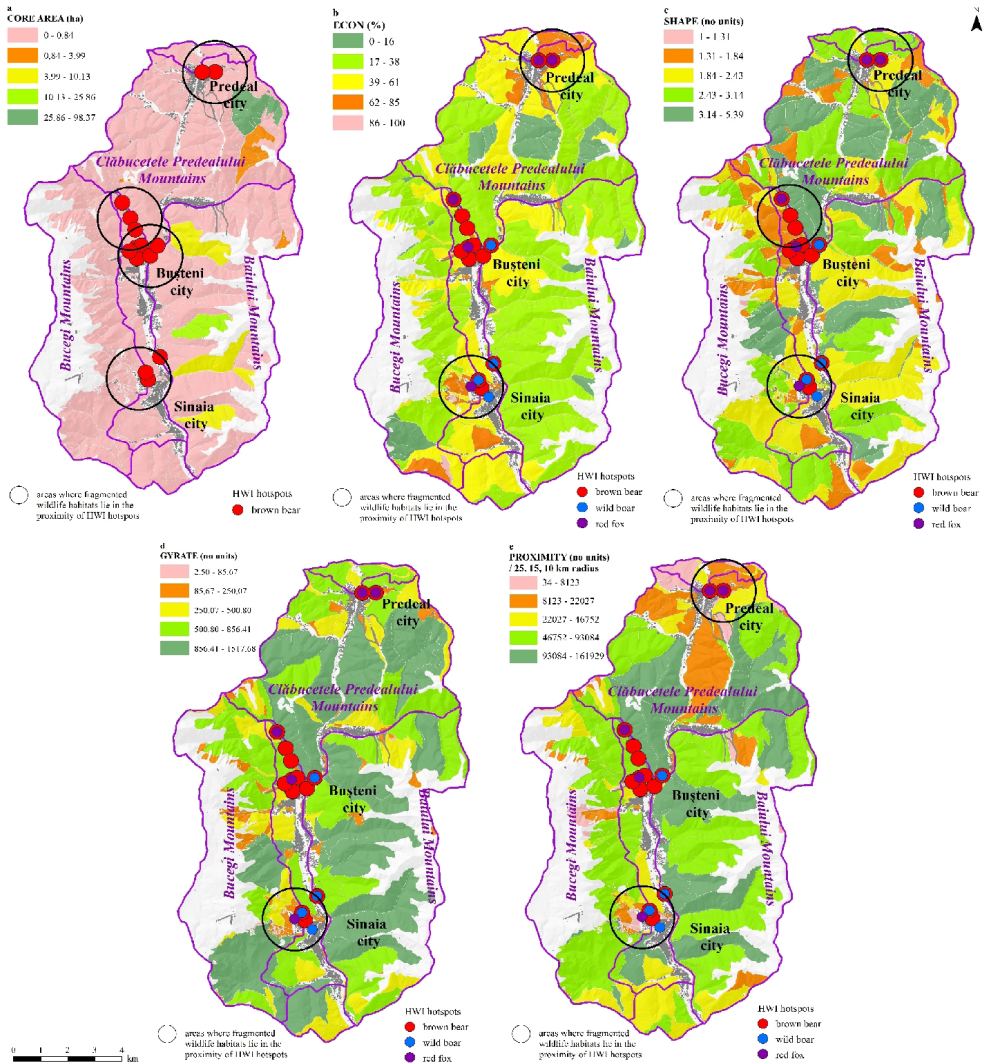 a
CORE AREA (ha)
0 - 0.84
0.84 - 3.99
3.99 - 10.13
10.13 - 25.86
25.86 - 98.37
Predeal
city
Clăbucetele Predealului
Mountains
Bucegi Mountains
Baiului Mountains
Bușteni
city
Sinaia
city
areas where fragmented
wildlife habitats lie in the
proximity of HWI hotspots
HWI hotspots
brown bear
b
ECON (%)
0 - 16
17 - 38
39 - 61
62 - 85
86 - 100
Predeal
city
Clăbucetele Predealului
Mountains
Bucegi Mountains
Baiului Mountains
Bușteni
city
Sinaia
city
areas where fragmented
wildlife habitats lie in the
proximity of HWI hotspots
HWI hotspots
brown bear
wild boar
red fox
c
SHAPE (no units)
1 - 1.31
1.31 - 1.84
1.84 - 2.43
2.43 - 3.14
3.14 - 5.39
N
Predeal
city
Clăbucetele Predealului
Mountains
Bucegi Mountains
Baiului Mountains
Bușteni
city
Sinaia
city
areas where fragmented
wildlife habitats lie in the
proximity of HWI hotspots
HWI hotspots
brown bear
wild boar
red fox
d
GYRATE (no units)
2.50 - 85.67
85.67 - 250.07
250.07 - 500.80
500.80 - 856.41
856.41 - 1517.68
Predeal
city
Clăbucetele Predealului
Mountains
Bucegi Mountains
Baiului Mountains
Bușteni
city
Sinaia
city
areas where fragmented
wildlife habitats lie in the
proximity of HWI hotspots
HWI hotspots
brown bear
wild boar
red fox
0 1 2 3 4
km
e
PROXIMITY (no units)
/ 25, 15, 10 km radius
34 - 8123
8123 - 22027
22027 - 46752
46752 - 93084
93084 - 161929
Predeal
city
Clăbucetele Predealului
Mountains
Bucegi Mountains
Baiului Mountains
Bușteni
city
Sinaia
city
areas where fragmented
wildlife habitats lie in the
proximity of HWI hotspots
HWI hotspots
brown bear
wild boar
red fox